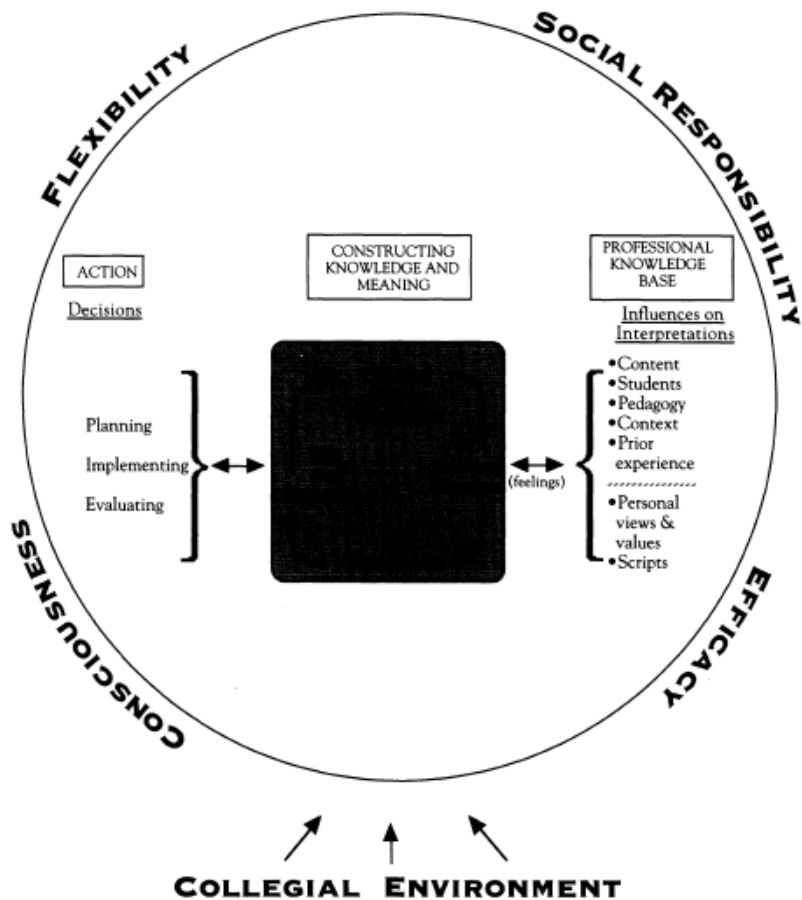 FLEXIBILITY
SOCIAL RESPONSIBILITY
ACTION
Decisions
Planning
Implementing
Evaluating
CONSTRUCTING
KNOWLEDGE AND
MEANING
(feelings)
PROFESSIONAL
KNOWLEDGE
BASE
Influences on
Interpretations
•Content
•Students
•Pedagogy
•Context
•Prior
experience
•Personal
views &
values
•Scripts
CONSCIOUSNESS
EFFICACY
COLLEGIAL ENVIRONMENT